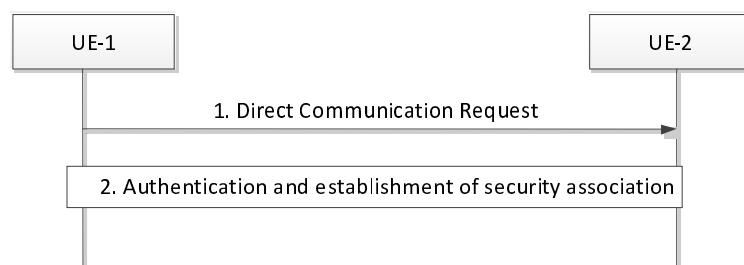 UE-1
UE-2
1. Direct Communication Request
2. Authentication and establishment of security association